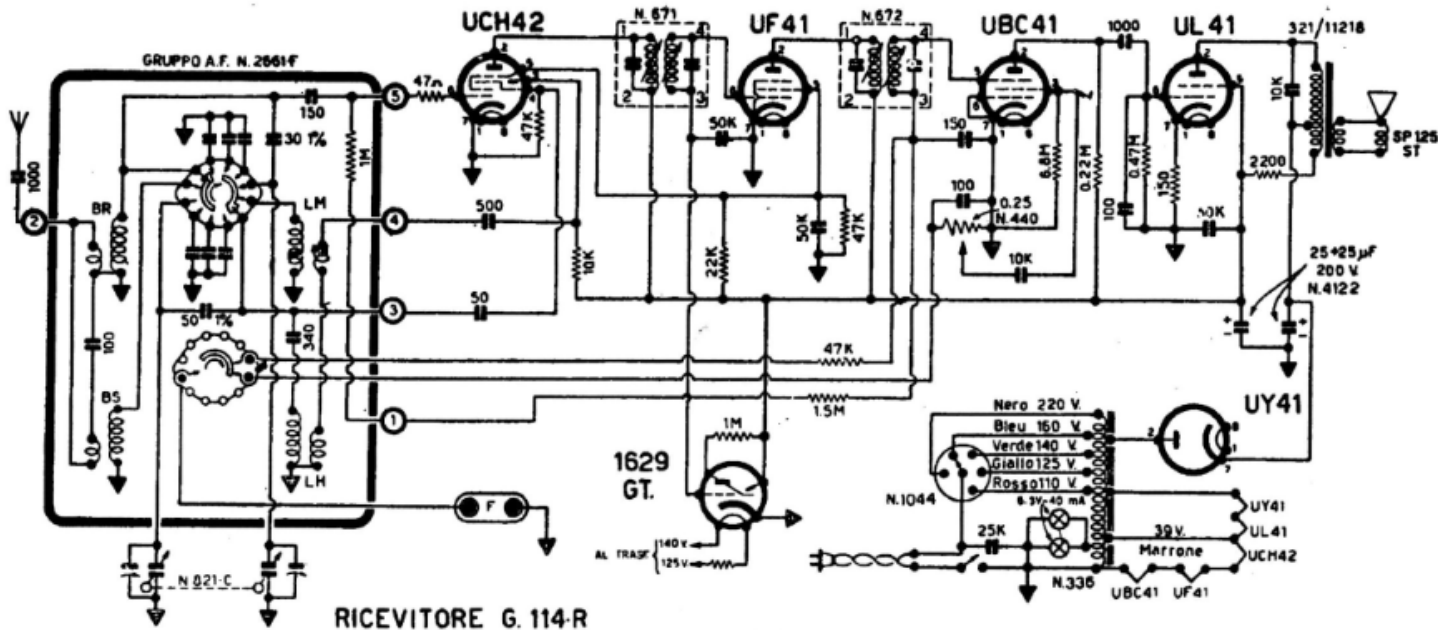 UCH42
N.671
UF41
N.672
UBC41
1000
UL 41
321/11218
GRUPPO A.F. N. 2661-F
5
47
150
30 1%
1M
47K
50K
150
6.8M
0.22M
0.47M
150
10K
2200
SP 125
ST
1000
2
BR
LM
4
500
10K
22K
50K
47K
100
0.25
N.440
10K
100
50K
25+25µF
200 V.
N.4122
100
50 1%
340
3
50
47K
BS
1
1.5M
LH
1M
1629
GT.
F
AL TRASF.
140 V.
125 V.
Nero 220 V.
Bleu 160 V.
Verde 140 V.
Giallo 125 V.
Rosso 110 V.
N.1044
6.3V-40 mA
25K
N.336
39 V.
Marrone
UY41
UY41
UL41
UCH42
UBC41
UF41
N.821-C
RICEVITORE G. 114-R